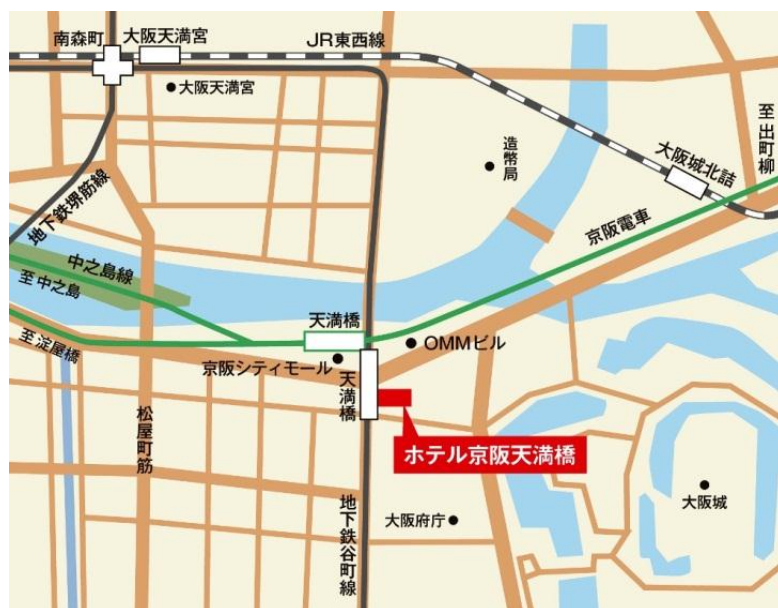 南森町
大阪天満宮
JR東西線
大阪天満宮
造幣局
至出町柳
大阪城北詰
地下鉄堺筋線
京阪電車
中之島線
至 中之島
天満橋
OMMビル
至 淀屋橋
京阪シティモール
天満橋
松屋町筋
ホテル京阪天満橋
大阪城
地下鉄谷町線
大阪府庁